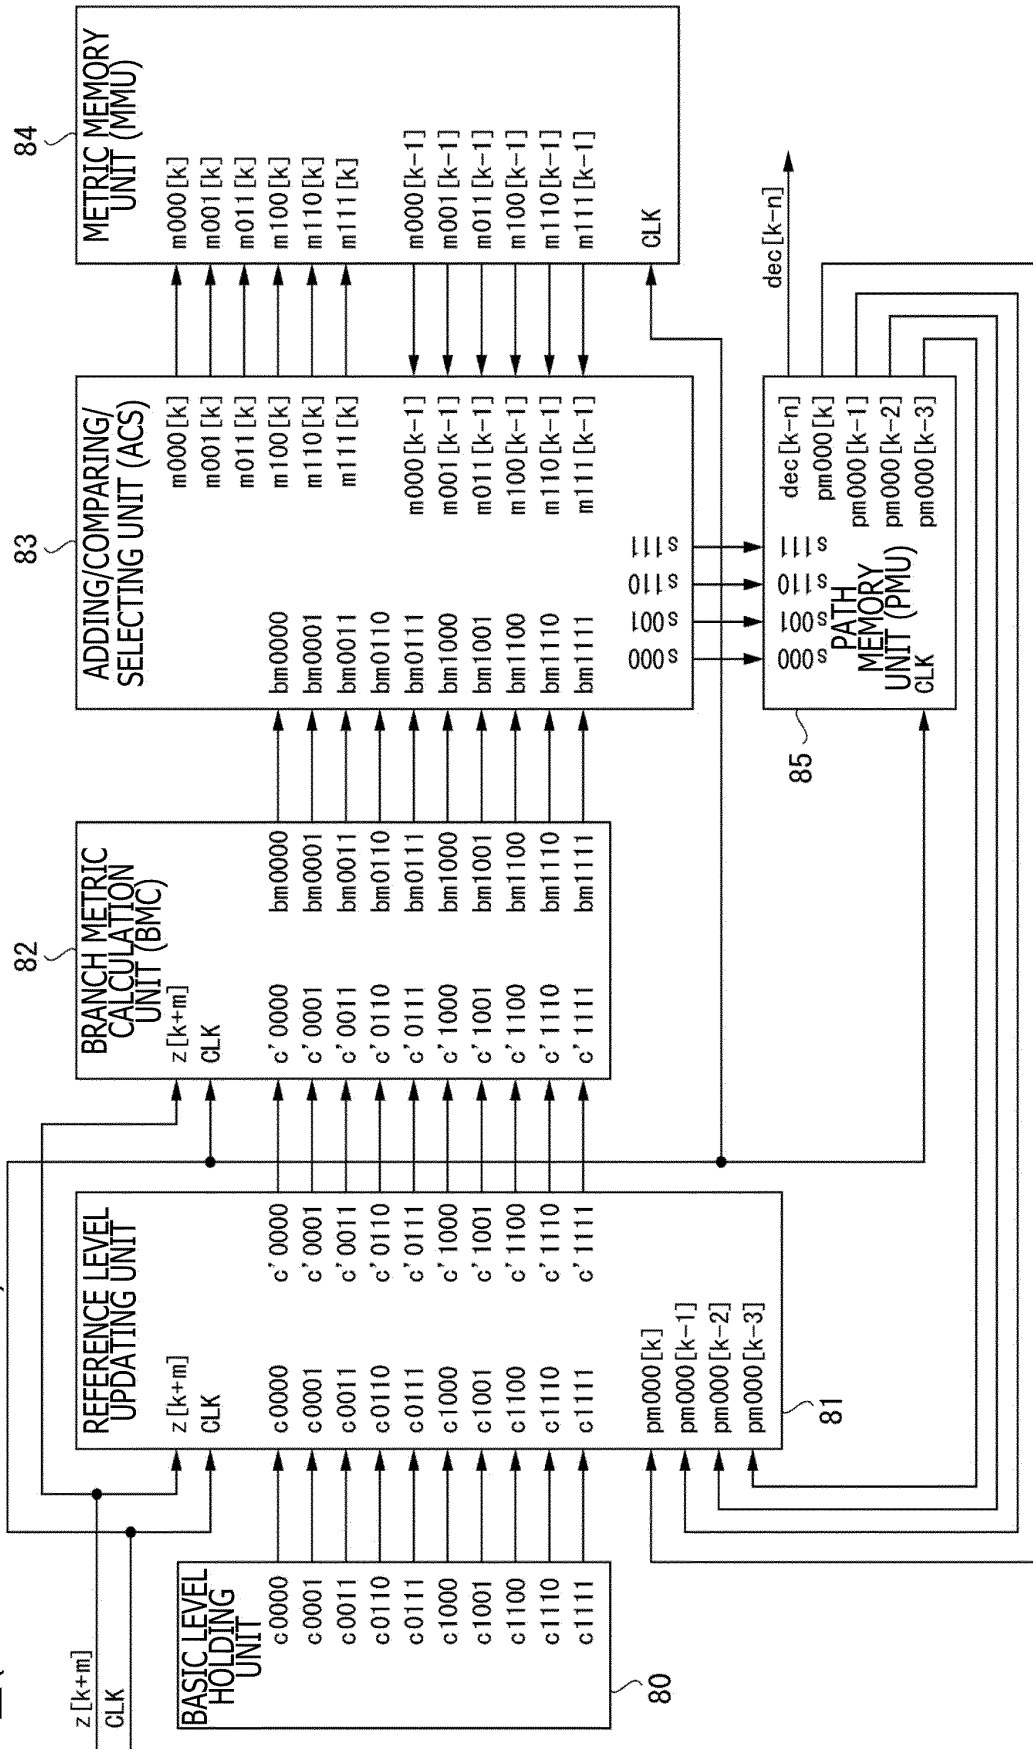 z[k+m]
CLK
BASIC LEVEL
HOLDING
UNIT
c0000
c0001
c0011
c0110
c0111
c1000
c1001
c1100
c1110
c1111
80
REFERENCE LEVEL
UPDATING UNIT
z[k+m]
CLK
c0000
c0001
c0011
c0110
c0111
c1000
c1001
c1100
c1110
c1111
pm000[k]
pm000[k-1]
pm000[k-2]
pm000[k-3]
c'0000
c'0001
c'0011
c'0110
c'0111
c'1000
c'1001
c'1100
c'1110
c'1111
81
82
BRANCH METRIC
CALCULATION
UNIT (BMC)
z[k+m]
CLK
c'0000
c'0001
c'0011
c'0110
c'0111
c'1000
c'1001
c'1100
c'1110
c'1111
bm0000
bm0001
bm0011
bm0110
bm0111
bm1000
bm1001
bm1100
bm1110
bm1111
83
ADDING/COMPARING/
SELECTING UNIT (ACS)
bm0000
bm0001
bm0011
bm0110
bm0111
bm1000
bm1001
bm1100
bm1110
bm1111
m000[k]
m001[k]
m011[k]
m100[k]
m110[k]
m111[k]
m000[k-1]
m001[k-1]
m011[k-1]
m100[k-1]
m110[k-1]
m111[k-1]
s000
s001
s110
s111
84
METRIC MEMORY
UNIT (MMU)
m000[k]
m001[k]
m011[k]
m100[k]
m110[k]
m111[k]
m000[k-1]
m001[k-1]
m011[k-1]
m100[k-1]
m110[k-1]
m111[k-1]
CLK
85
s000
s001
s110
s111
PATH
MEMORY
UNIT (PMU)
CLK
dec[k-n]
pm000[k]
pm000[k-1]
pm000[k-2]
pm000[k-3]
dec[k-n]